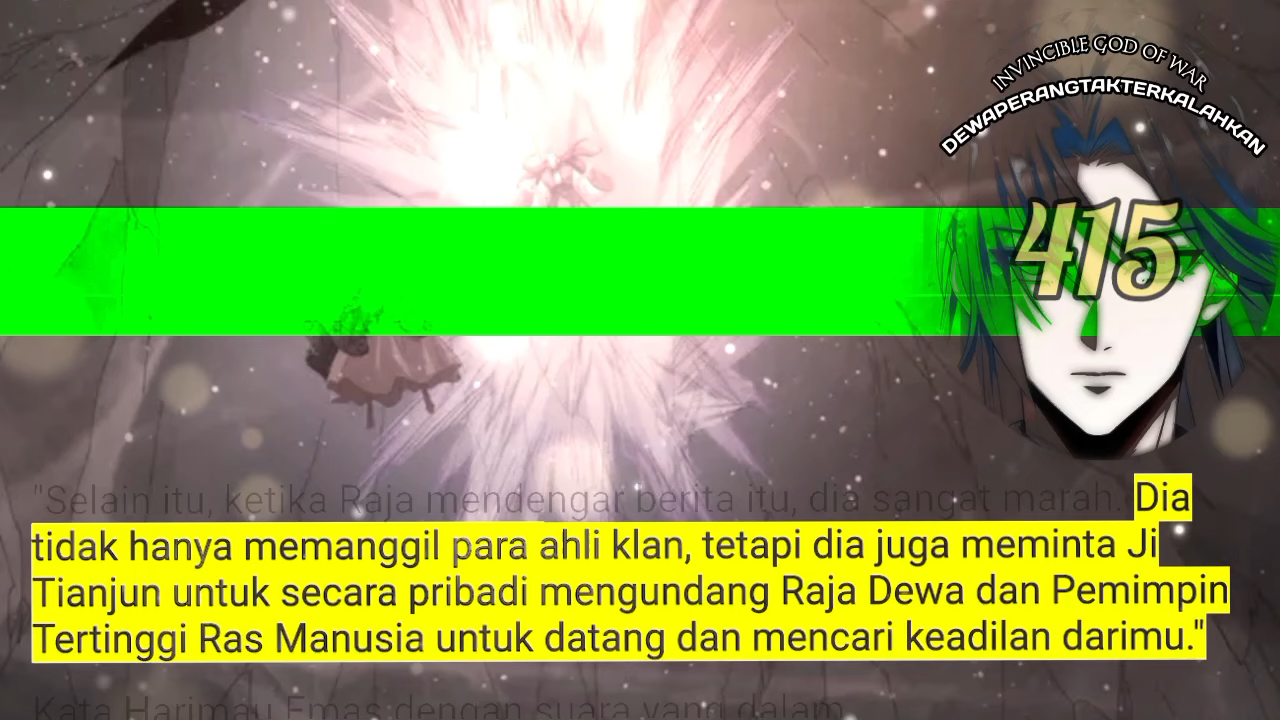 INVINCIBLE GOD OF WAR
DEWAPERANGTAKTERKALAHKAN
415
"Selain itu, ketika Raja mendengar berita itu, dia sangat marah. Dia
tidak hanya memanggil para ahli klan, tetapi dia juga meminta Ji
Tianjun untuk secara pribadi mengundang Raja Dewa dan Pemimpin
Tertinggi Ras Manusia untuk datang dan mencari keadilan darimu."
Kata Harimau Emas dengan suara yang dalam